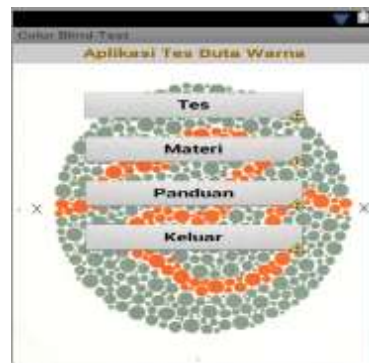 Color Blind Test
Aplikasi Tes Buta Warna
Tes
Materi
Panduan
Keluar